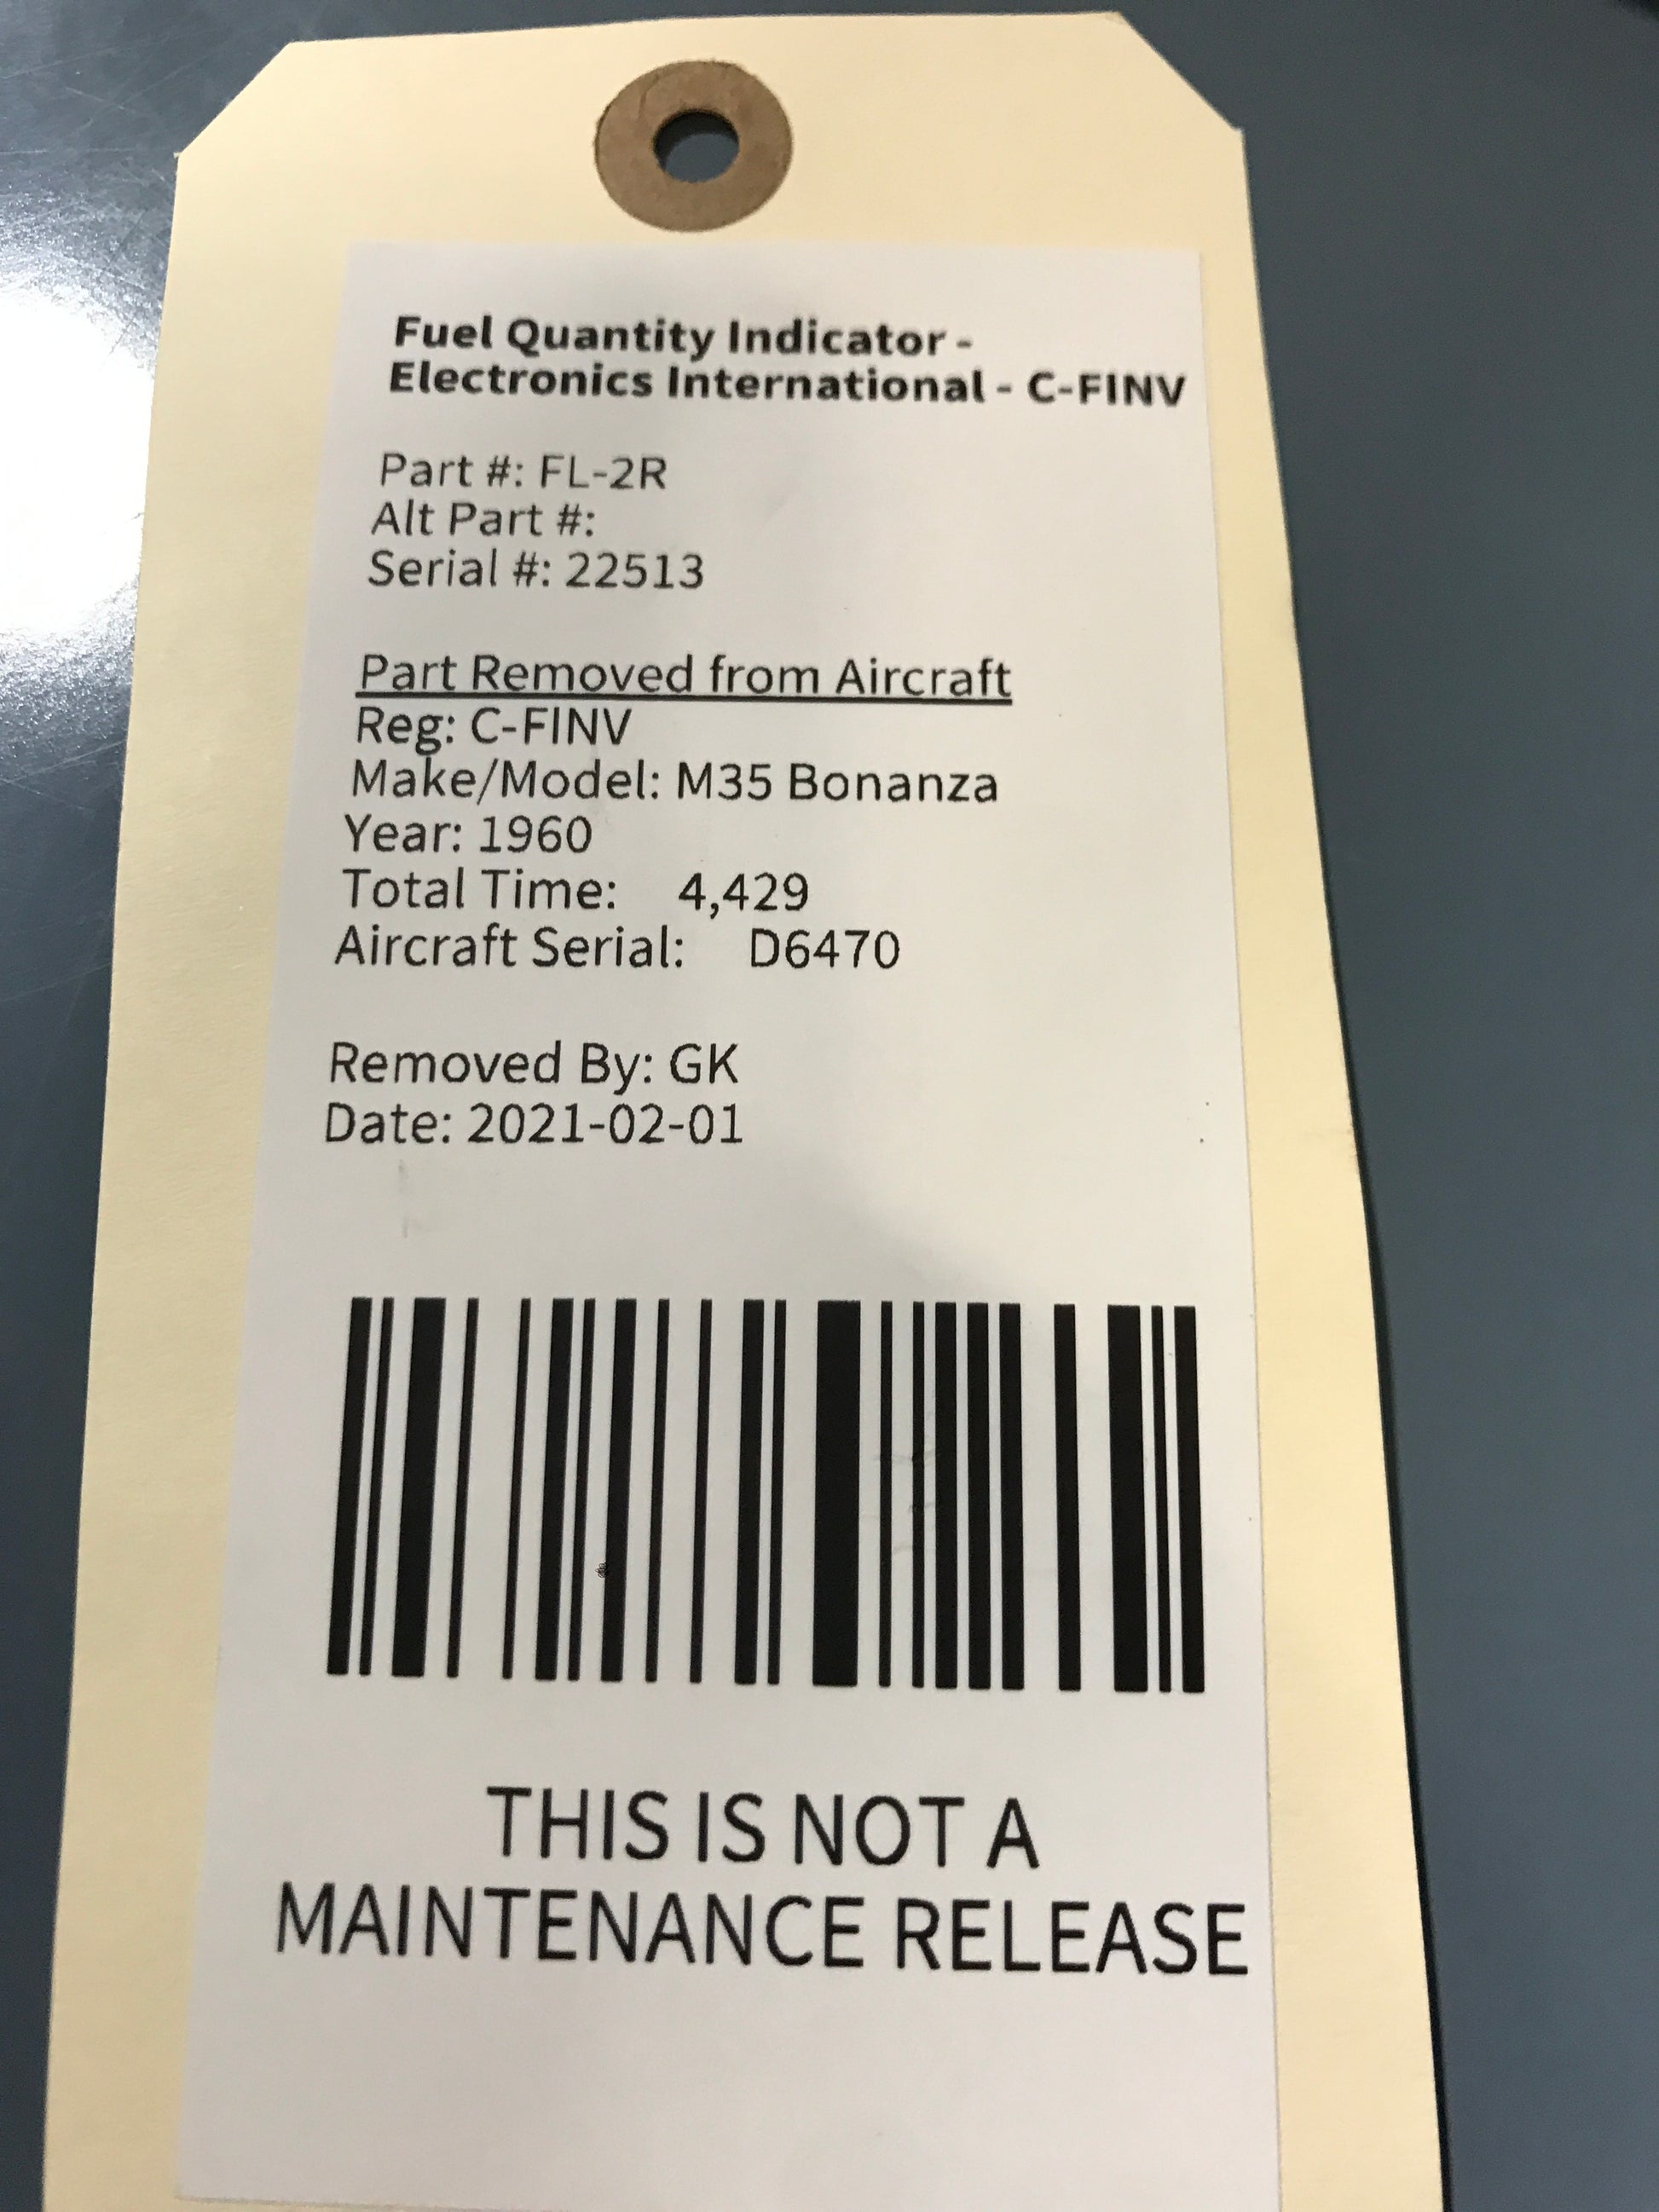 Fuel Quantity Indicator -
Electronics International - C-FINV
Part #: FL-2R
Alt Part #:
Serial #: 22513
Part Removed from Aircraft
Reg: C-FINV
Make/Model: M35 Bonanza
Year: 1960
Total Time: 4,429
Aircraft Serial: D6470
Removed By: GK
Date: 2021-02-01
THIS IS NOT A
MAINTENANCE RELEASE